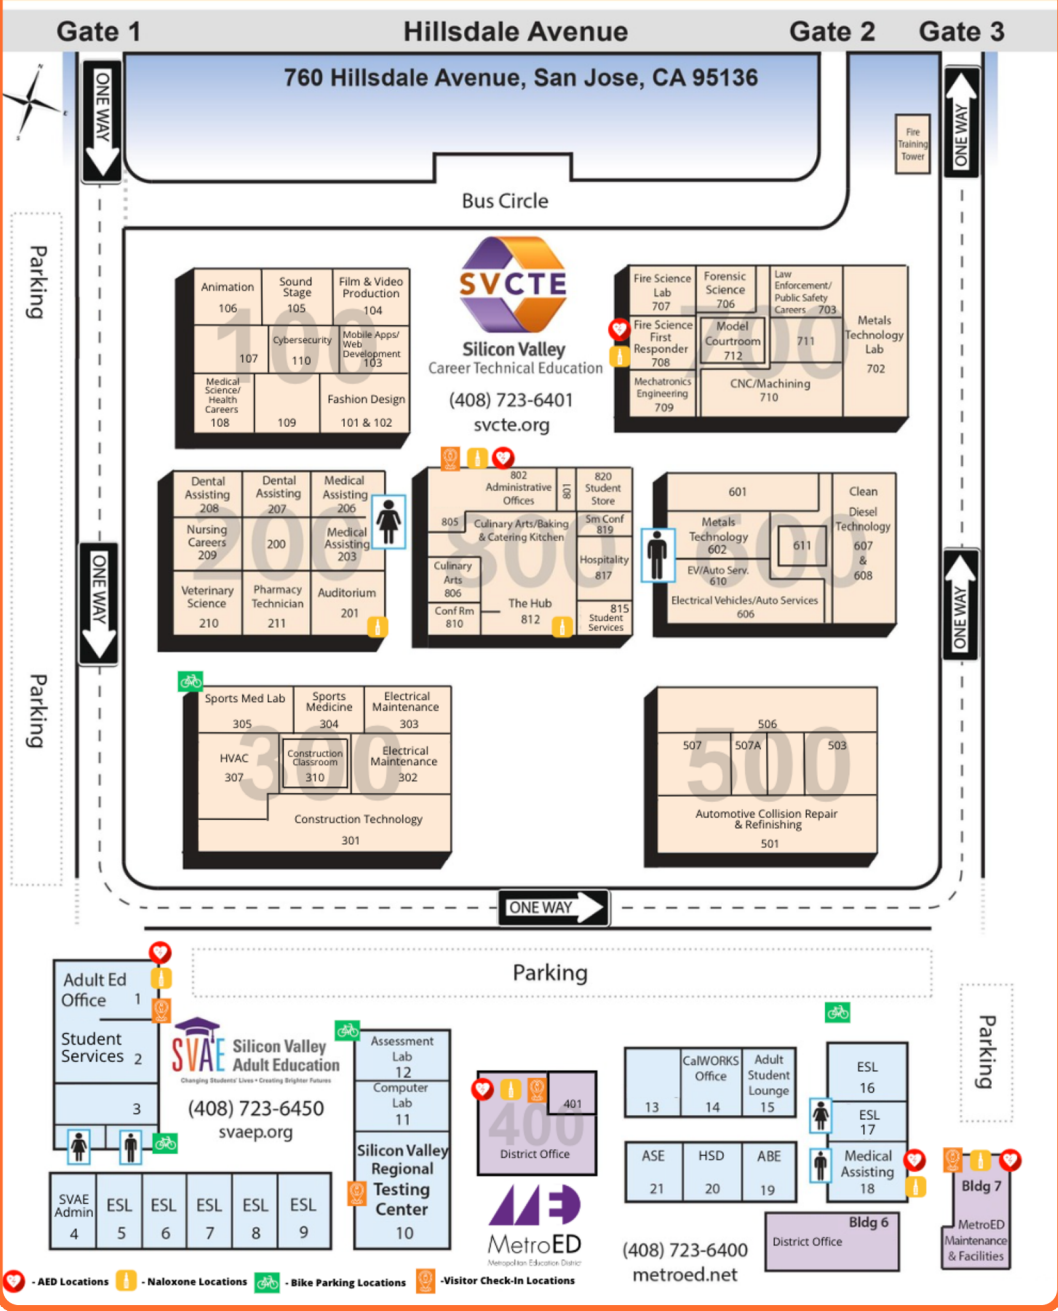 Gate 1
Hillsdale Avenue
Gate 2
Gate 3
760 Hillsdale Avenue, San Jose, CA 95136
N
E
S
ONE WAY
ONE WAY
Fire
Training
Tower
Bus Circle
Parking
SVCTE
Silicon Valley
Career Technical Education
(408) 723-6401
svcte.org
100
Animation
106
Sound
Stage
105
Film & Video
Production
104
107
Cybersecurity
110
Mobile Apps/
Web
Development
103
Medical
Science/
Health
Careers
108
109
Fashion Design
101 & 102
700
Fire Science
Lab
707
Forensic
Science
706
Law
Enforcement/
Public Safety
Careers 703
Fire Science
First
Responder
708
Model
Courtroom
712
711
Metals
Technology
Lab
702
Mechatronics
Engineering
709
CNC/Machining
710
200
Dental
Assisting
208
Dental
Assisting
207
Medical
Assisting
206
Nursing
Careers
209
200
Medical
Assisting
203
Veterinary
Science
210
Pharmacy
Technician
211
Auditorium
201
800
802
Administrative
Offices
801
820
Student
Store
805
Culinary Arts/Baking
& Catering Kitchen
Sm Conf
819
Culinary
Arts
806
Hospitality
817
Conf Rm
810
The Hub
812
815
Student
Services
600
601
Clean
Diesel
Technology
607
&
608
Metals
Technology
602
611
EV/Auto Serv.
610
Electrical Vehicles/Auto Services
606
ONE WAY
ONE WAY
Parking
300
Sports Med Lab
305
Sports
Medicine
304
Electrical
Maintenance
303
HVAC
307
Construction
Classroom
310
Electrical
Maintenance
302
Construction Technology
301
500
506
507
507A
503
Automotive Collision Repair
& Refinishing
501
ONE WAY
Parking
Adult Ed
Office 1
Student
Services 2
3
SVAE
Silicon Valley
Adult Education
Changing Students' Lives • Creating Brighter Futures
(408) 723-6450
svaep.org
SVAE
Admin
4
ESL
5
ESL
6
ESL
7
ESL
8
ESL
9
Assessment
Lab
12
Computer
Lab
11
Silicon Valley
Regional
Testing
Center
10
400
401
District Office
MetroED
Metropolitan Education District
13
CalWORKS
Office
14
Adult
Student
Lounge
15
ASE
21
HSD
20
ABE
19
ESL
16
ESL
17
Medical
Assisting
18
Parking
Bldg 6
District Office
Bldg 7
MetroED
Maintenance
& Facilities
(408) 723-6400
metroed.net
- AED Locations
- Naloxone Locations
- Bike Parking Locations
-Visitor Check-In Locations